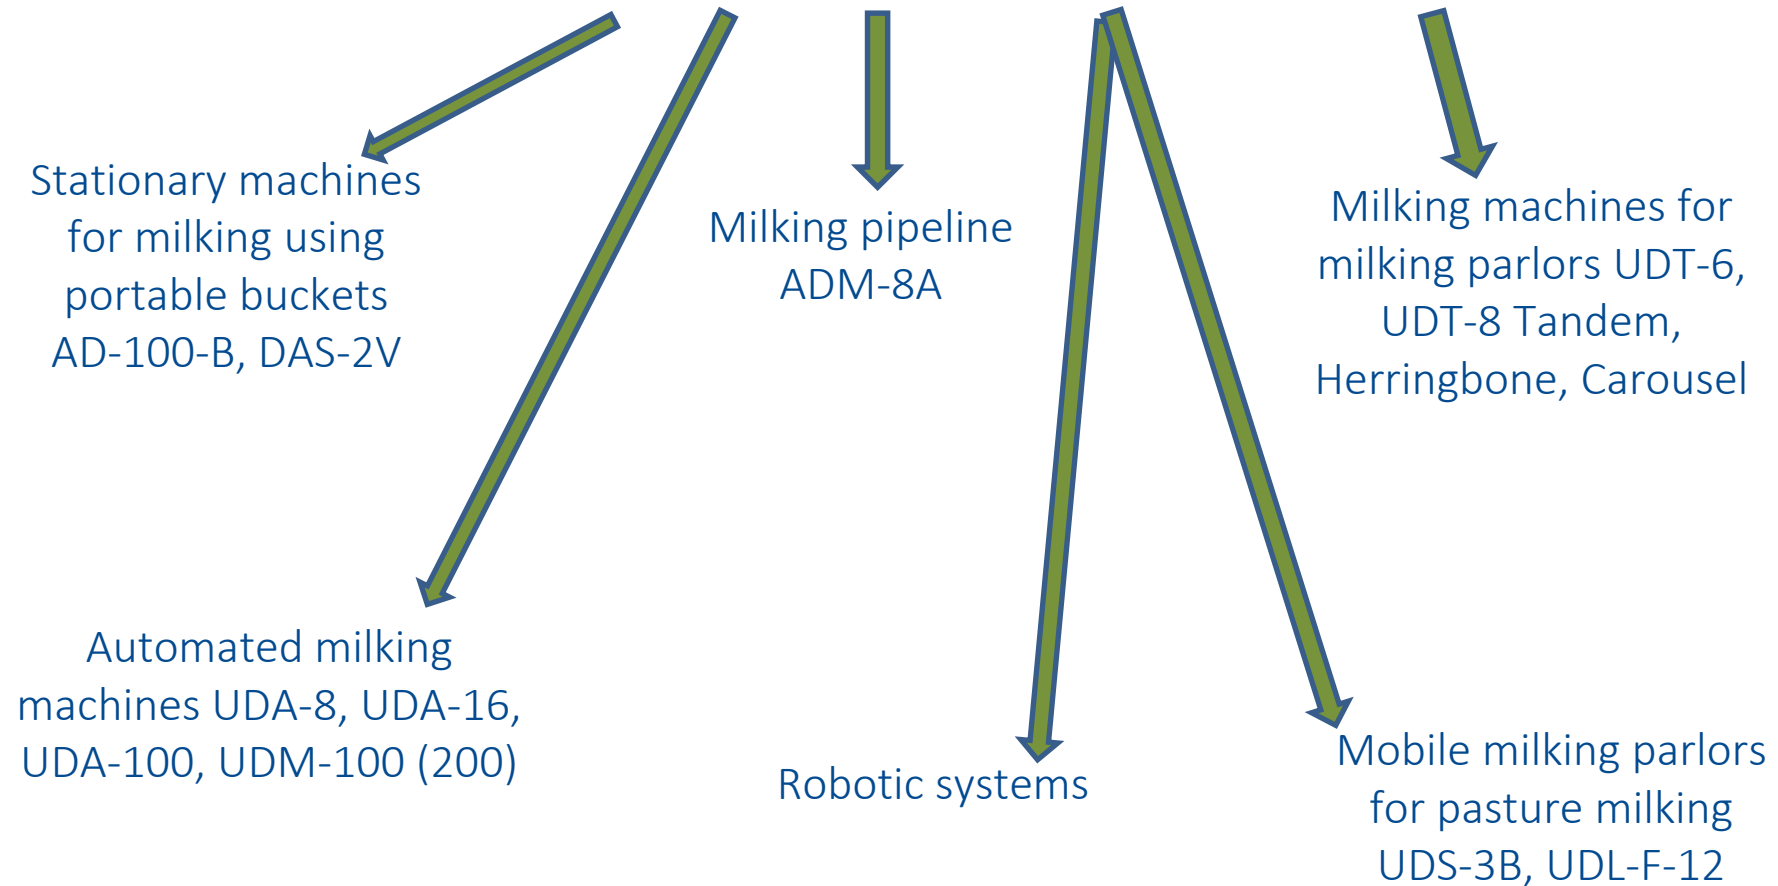 Stationary machines
for milking using
portable buckets
AD-100-B, DAS-2V
Milking pipeline
ADM-8A
Milking machines for
milking parlors UDT-6,
UDT-8 Tandem,
Herringbone, Carousel
Automated milking
machines UDA-8, UDA-16,
UDA-100, UDM-100 (200)
Robotic systems
Mobile milking parlors
for pasture milking
UDS-3B, UDL-F-12